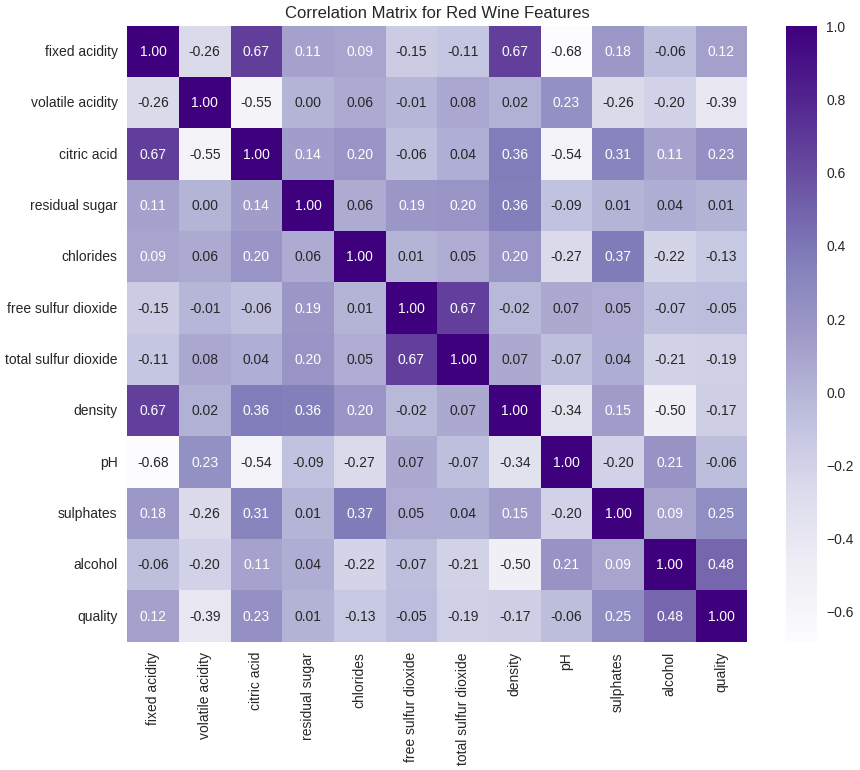 Correlation Matrix for Red Wine Features
fixed acidity 1.00 -0.26 0.67 0.11 0.09 -0.15 -0.11 0.67 -0.68 0.18 -0.06 0.12
volatile acidity -0.26 1.00 -0.55 0.00 0.06 -0.01 0.08 0.02 0.23 -0.26 -0.20 -0.39
citric acid 0.67 -0.55 1.00 0.14 0.20 -0.06 0.04 0.36 -0.54 0.31 0.11 0.23
residual sugar 0.11 0.00 0.14 1.00 0.06 0.19 0.20 0.36 -0.09 0.01 0.04 0.01
chlorides 0.09 0.06 0.20 0.06 1.00 0.01 0.05 0.20 -0.27 0.37 -0.22 -0.13
free sulfur dioxide -0.15 -0.01 -0.06 0.19 0.01 1.00 0.67 -0.02 0.07 0.05 -0.07 -0.05
total sulfur dioxide -0.11 0.08 0.04 0.20 0.05 0.67 1.00 0.07 -0.07 0.04 -0.21 -0.19
density 0.67 0.02 0.36 0.36 0.20 -0.02 0.07 1.00 -0.34 0.15 -0.50 -0.17
pH -0.68 0.23 -0.54 -0.09 -0.27 0.07 -0.07 -0.34 1.00 -0.20 0.21 -0.06
sulphates 0.18 -0.26 0.31 0.01 0.37 0.05 0.04 0.15 -0.20 1.00 0.09 0.25
alcohol -0.06 -0.20 0.11 0.04 -0.22 -0.07 -0.21 -0.50 0.21 0.09 1.00 0.48
quality 0.12 -0.39 0.23 0.01 -0.13 -0.05 -0.19 -0.17 -0.06 0.25 0.48 1.00
fixed acidity
volatile acidity
citric acid
residual sugar
chlorides
free sulfur dioxide
total sulfur dioxide
density
pH
sulphates
alcohol
quality
1.0
0.8
0.6
0.4
0.2
0.0
−0.2
−0.4
−0.6